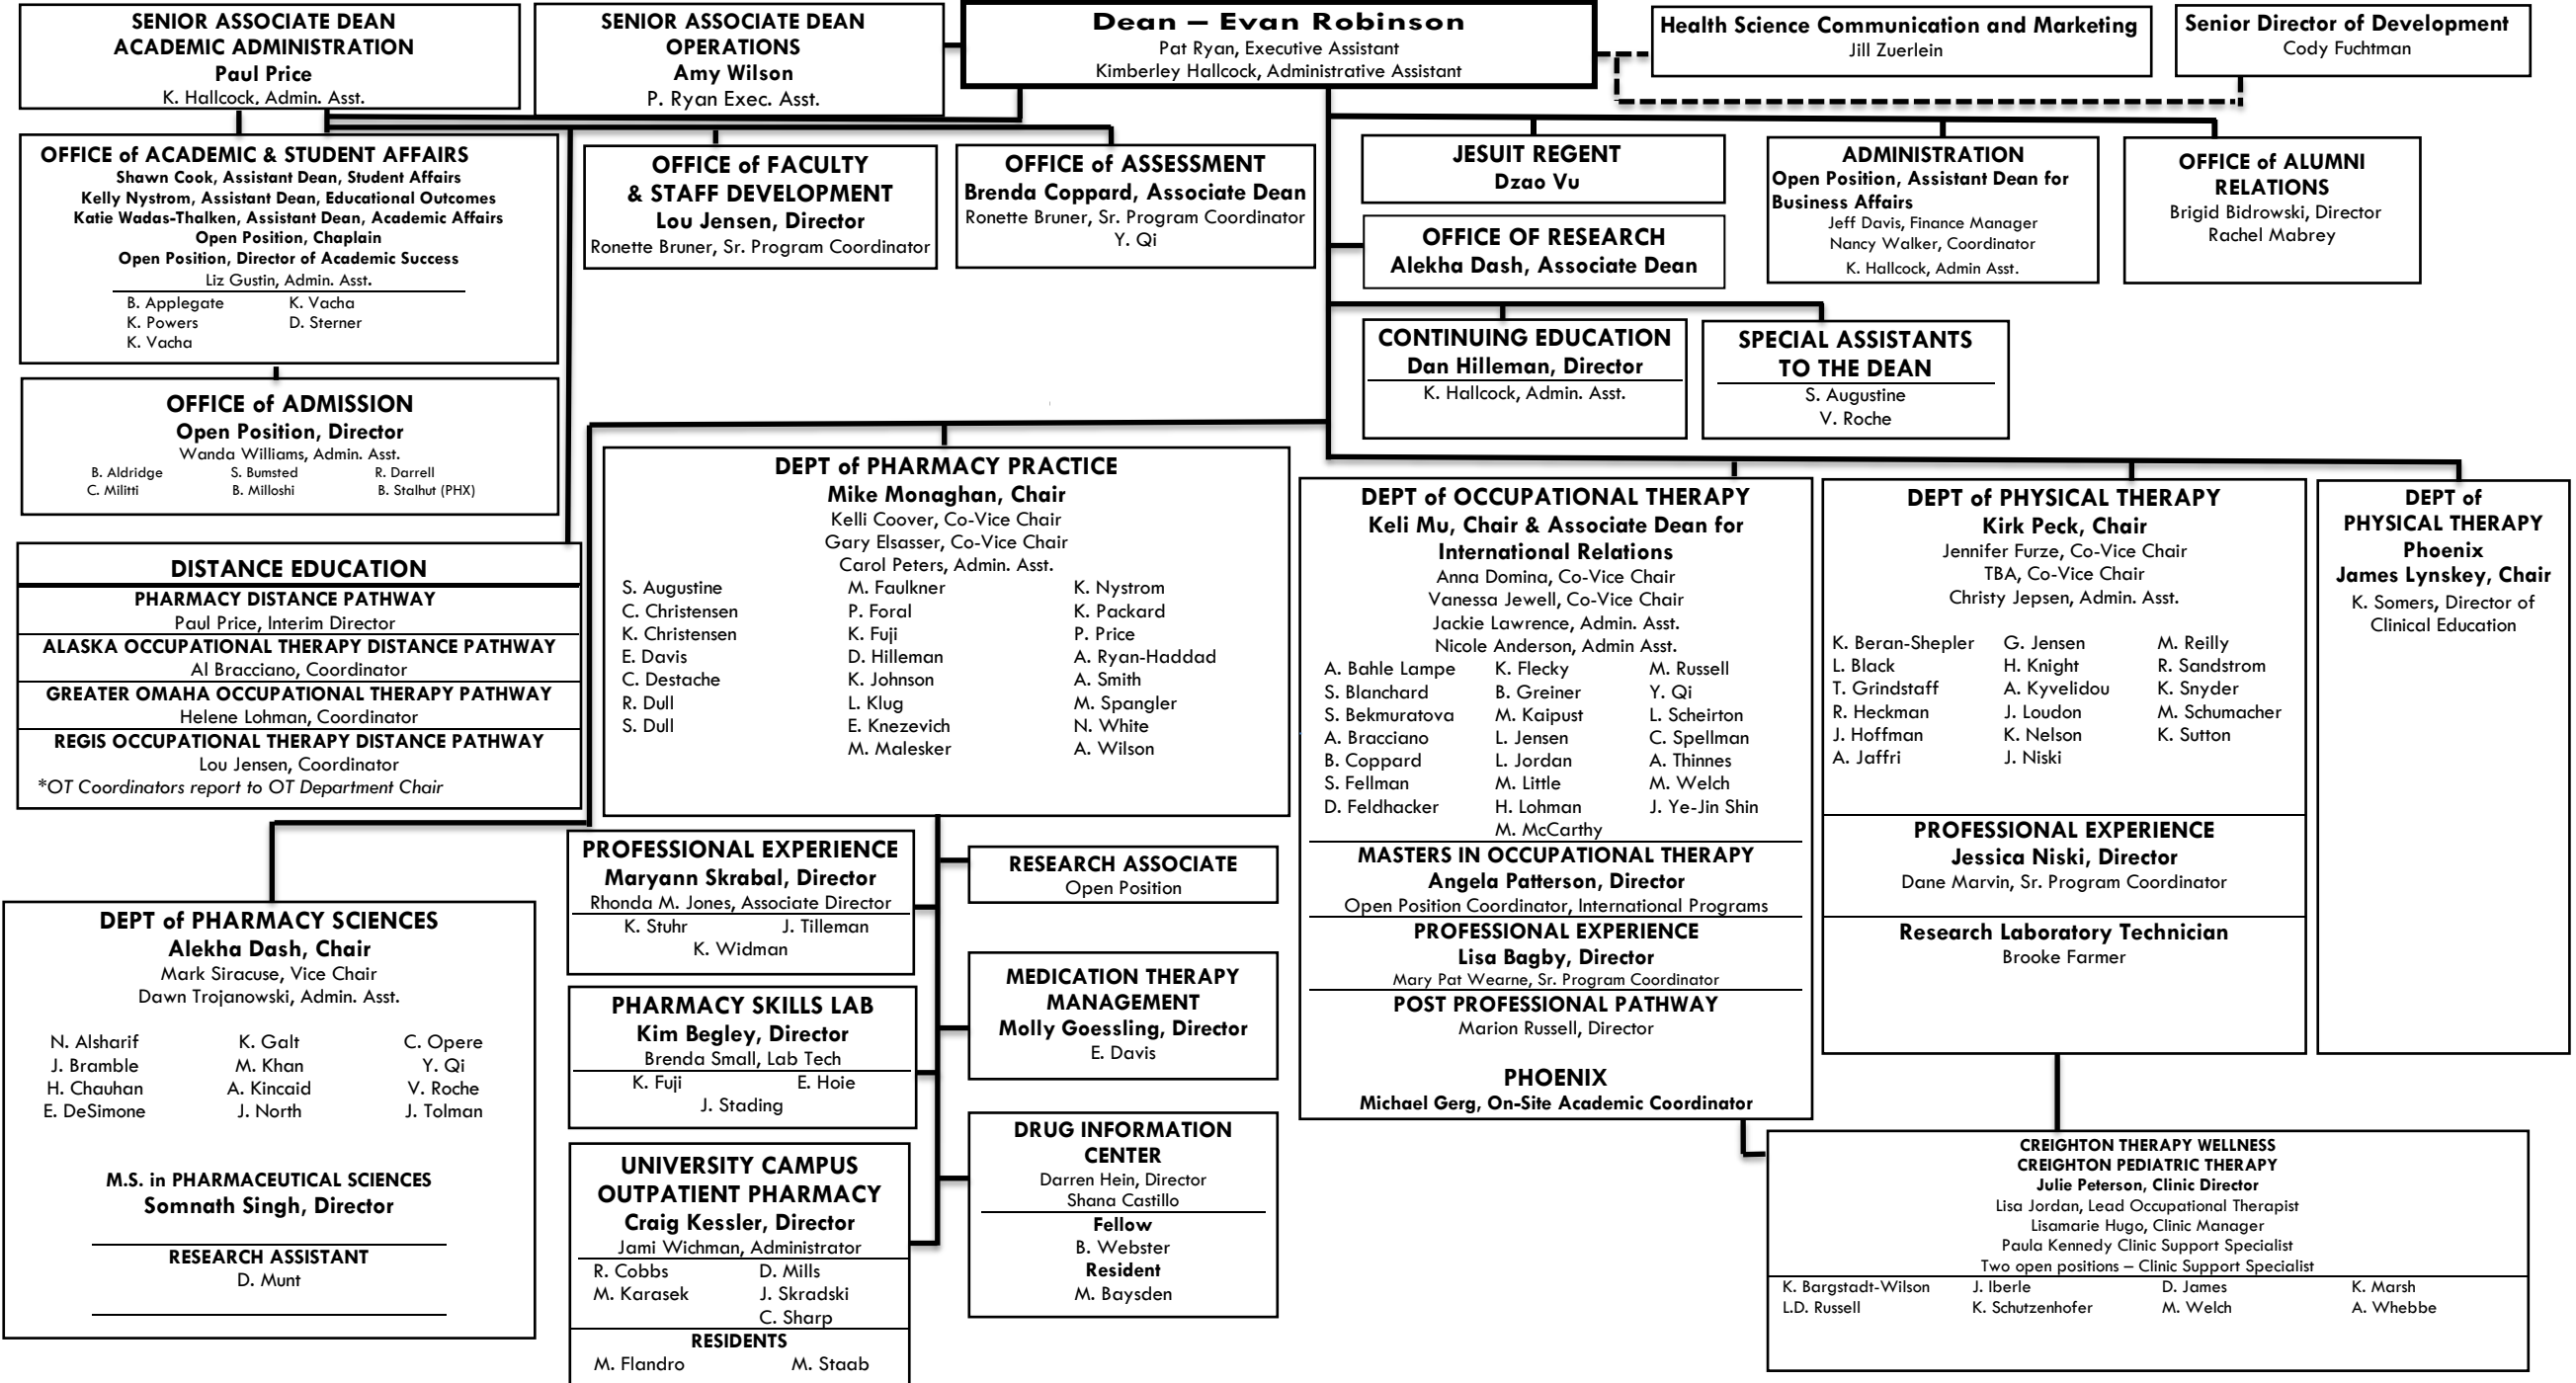 SENIOR ASSOCIATE DEAN
ACADEMIC ADMINISTRATION
Paul Price
K. Hallcock, Admin. Asst.
SENIOR ASSOCIATE DEAN
OPERATIONS
Amy Wilson
P. Ryan Exec. Asst.
Dean – Evan Robinson
Pat Ryan, Executive Assistant
Kimberley Hallcock, Administrative Assistant
Health Science Communication and Marketing
Jill Zuerlein
Senior Director of Development
Cody Fuchtman
OFFICE of ACADEMIC & STUDENT AFFAIRS
Shawn Cook, Assistant Dean, Student Affairs
Kelly Nystrom, Assistant Dean, Educational Outcomes
Katie Wadas-Thalken, Assistant Dean, Academic Affairs
Open Position, Chaplain
Open Position, Director of Academic Success
Liz Gustin, Admin. Asst.
B. Applegate K. Vacha
K. Powers D. Sterner
K. Vacha
OFFICE of FACULTY
& STAFF DEVELOPMENT
Lou Jensen, Director
Ronette Bruner, Sr. Program Coordinator
OFFICE of ASSESSMENT
Brenda Coppard, Associate Dean
Ronette Bruner, Sr. Program Coordinator
Y. Qi
JESUIT REGENT
Dzao Vu
OFFICE OF RESEARCH
Alekha Dash, Associate Dean
ADMINISTRATION
Open Position, Assistant Dean for
Business Affairs
Jeff Davis, Finance Manager
Nancy Walker, Coordinator
K. Hallcock, Admin Asst.
OFFICE of ALUMNI
RELATIONS
Brigid Bidrowski, Director
Rachel Mabrey
CONTINUING EDUCATION
Dan Hilleman, Director
K. Hallcock, Admin. Asst.
SPECIAL ASSISTANTS
TO THE DEAN
S. Augustine
V. Roche
OFFICE of ADMISSION
Open Position, Director
Wanda Williams, Admin. Asst.
B. Aldridge S. Bumsted R. Darrell
C. Militti B. Milloshi B. Stalhut (PHX)
DISTANCE EDUCATION
PHARMACY DISTANCE PATHWAY
Paul Price, Interim Director
ALASKA OCCUPATIONAL THERAPY DISTANCE PATHWAY
Al Bracciano, Coordinator
GREATER OMAHA OCCUPATIONAL THERAPY PATHWAY
Helene Lohman, Coordinator
REGIS OCCUPATIONAL THERAPY DISTANCE PATHWAY
Lou Jensen, Coordinator
*OT Coordinators report to OT Department Chair
DEPT of PHARMACY PRACTICE
Mike Monaghan, Chair
Kelli Coover, Co-Vice Chair
Gary Elsasser, Co-Vice Chair
Carol Peters, Admin. Asst.
S. Augustine M. Faulkner K. Nystrom
C. Christensen P. Foral K. Packard
K. Christensen K. Fuji P. Price
E. Davis D. Hilleman A. Ryan-Haddad
C. Destache K. Johnson A. Smith
R. Dull L. Klug M. Spangler
S. Dull E. Knezevich N. White
M. Malesker A. Wilson
DEPT of OCCUPATIONAL THERAPY
Keli Mu, Chair & Associate Dean for
International Relations
Anna Domina, Co-Vice Chair
Vanessa Jewell, Co-Vice Chair
Jackie Lawrence, Admin. Asst.
Nicole Anderson, Admin Asst.
A. Bahle Lampe K. Flecky M. Russell
S. Blanchard B. Greiner Y. Qi
S. Bekmuratova M. Kaipust L. Scheirton
A. Bracciano L. Jensen C. Spellman
B. Coppard L. Jordan A. Thinnes
S. Fellman M. Little M. Welch
D. Feldhacker H. Lohman J. Ye-Jin Shin
M. McCarthy
MASTERS IN OCCUPATIONAL THERAPY
Angela Patterson, Director
Open Position Coordinator, International Programs
PROFESSIONAL EXPERIENCE
Lisa Bagby, Director
Mary Pat Wearne, Sr. Program Coordinator
POST PROFESSIONAL PATHWAY
Marion Russell, Director
PHOENIX
Michael Gerg, On-Site Academic Coordinator
DEPT of PHYSICAL THERAPY
Kirk Peck, Chair
Jennifer Furze, Co-Vice Chair
TBA, Co-Vice Chair
Christy Jepsen, Admin. Asst.
K. Beran-Shepler G. Jensen M. Reilly
L. Black H. Knight R. Sandstrom
T. Grindstaff A. Kyvelidou K. Snyder
R. Heckman J. Loudon M. Schumacher
J. Hoffman K. Nelson K. Sutton
A. Jaffri J. Niski
PROFESSIONAL EXPERIENCE
Jessica Niski, Director
Dane Marvin, Sr. Program Coordinator
Research Laboratory Technician
Brooke Farmer
DEPT of
PHYSICAL THERAPY
Phoenix
James Lynskey, Chair
K. Somers, Director of
Clinical Education
DEPT of PHARMACY SCIENCES
Alekha Dash, Chair
Mark Siracuse, Vice Chair
Dawn Trojanowski, Admin. Asst.
N. Alsharif K. Galt C. Opere
J. Bramble M. Khan Y. Qi
H. Chauhan A. Kincaid V. Roche
E. DeSimone J. North J. Tolman
M.S. in PHARMACEUTICAL SCIENCES
Somnath Singh, Director
RESEARCH ASSISTANT
D. Munt
PROFESSIONAL EXPERIENCE
Maryann Skrabal, Director
Rhonda M. Jones, Associate Director
K. Stuhr J. Tilleman
K. Widman
PHARMACY SKILLS LAB
Kim Begley, Director
Brenda Small, Lab Tech
K. Fuji E. Hoie
J. Stading
UNIVERSITY CAMPUS
OUTPATIENT PHARMACY
Craig Kessler, Director
Jami Wichman, Administrator
R. Cobbs D. Mills
M. Karasek J. Skradski
C. Sharp
RESIDENTS
M. Flandro M. Staab
RESEARCH ASSOCIATE
Open Position
MEDICATION THERAPY
MANAGEMENT
Molly Goessling, Director
E. Davis
DRUG INFORMATION
CENTER
Darren Hein, Director
Shana Castillo
Fellow
B. Webster
Resident
M. Baysden
CREIGHTON THERAPY WELLNESS
CREIGHTON PEDIATRIC THERAPY
Julie Peterson, Clinic Director
Lisa Jordan, Lead Occupational Therapist
Lisamarie Hugo, Clinic Manager
Paula Kennedy Clinic Support Specialist
Two open positions – Clinic Support Specialist
K. Bargstadt-Wilson J. Iberle D. James K. Marsh
L.D. Russell K. Schutzenhofer M. Welch A. Whebbe